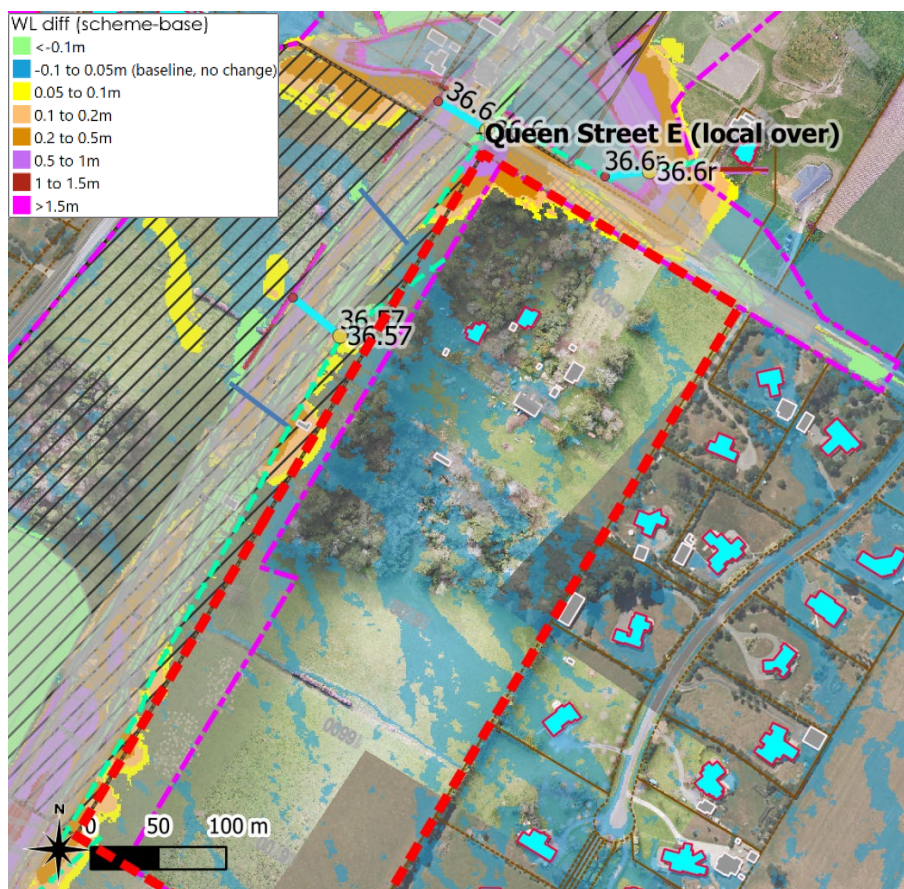 WL diff (scheme-base)
<-0.1m
-0.1 to 0.05m (baseline, no change)
0.05 to 0.1m
0.1 to 0.2m
0.2 to 0.5m
0.5 to 1m
1 to 1.5m
>1.5m
36.6
Queen Street E (local over)
36.6r
36.57
36.57
N
0 50 100 m